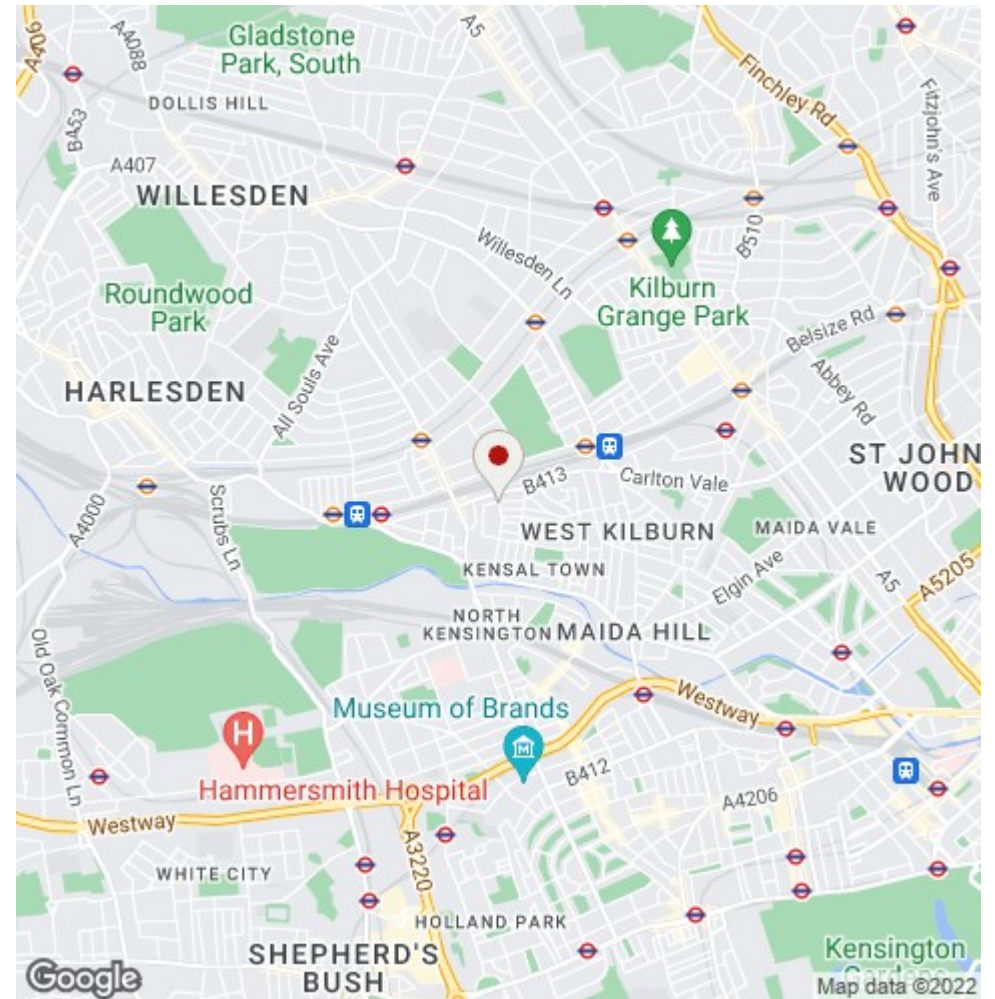 A406
A4088
Gladstone
Park, South
A5
Finchley Rd
Fitzjohn's Ave
DOLLIS HILL
B453
A407
WILLESDEN
Willesden Ln
B510
Roundwood
Park
Kilburn
Grange Park
Belsize Rd
All Souls Ave
HARLESDEN
Abbey Rd
ST JOHN
WOOD
B413
Carlton Vale
A4000
Scrubs Ln
WEST KILBURN
MAIDA VALE
KENSAL TOWN
Elgin Ave
A5
A5205
NORTH
KENSINGTON
MAIDA HILL
Old Oak Common Ln
Museum of Brands
M
Westway
H
Hammersmith Hospital
B412
A4206
Westway
A3220
WHITE CITY
HOLLAND PARK
SHEPHERD'S
BUSH
Kensington
Gardens
Google
Map data ©2022